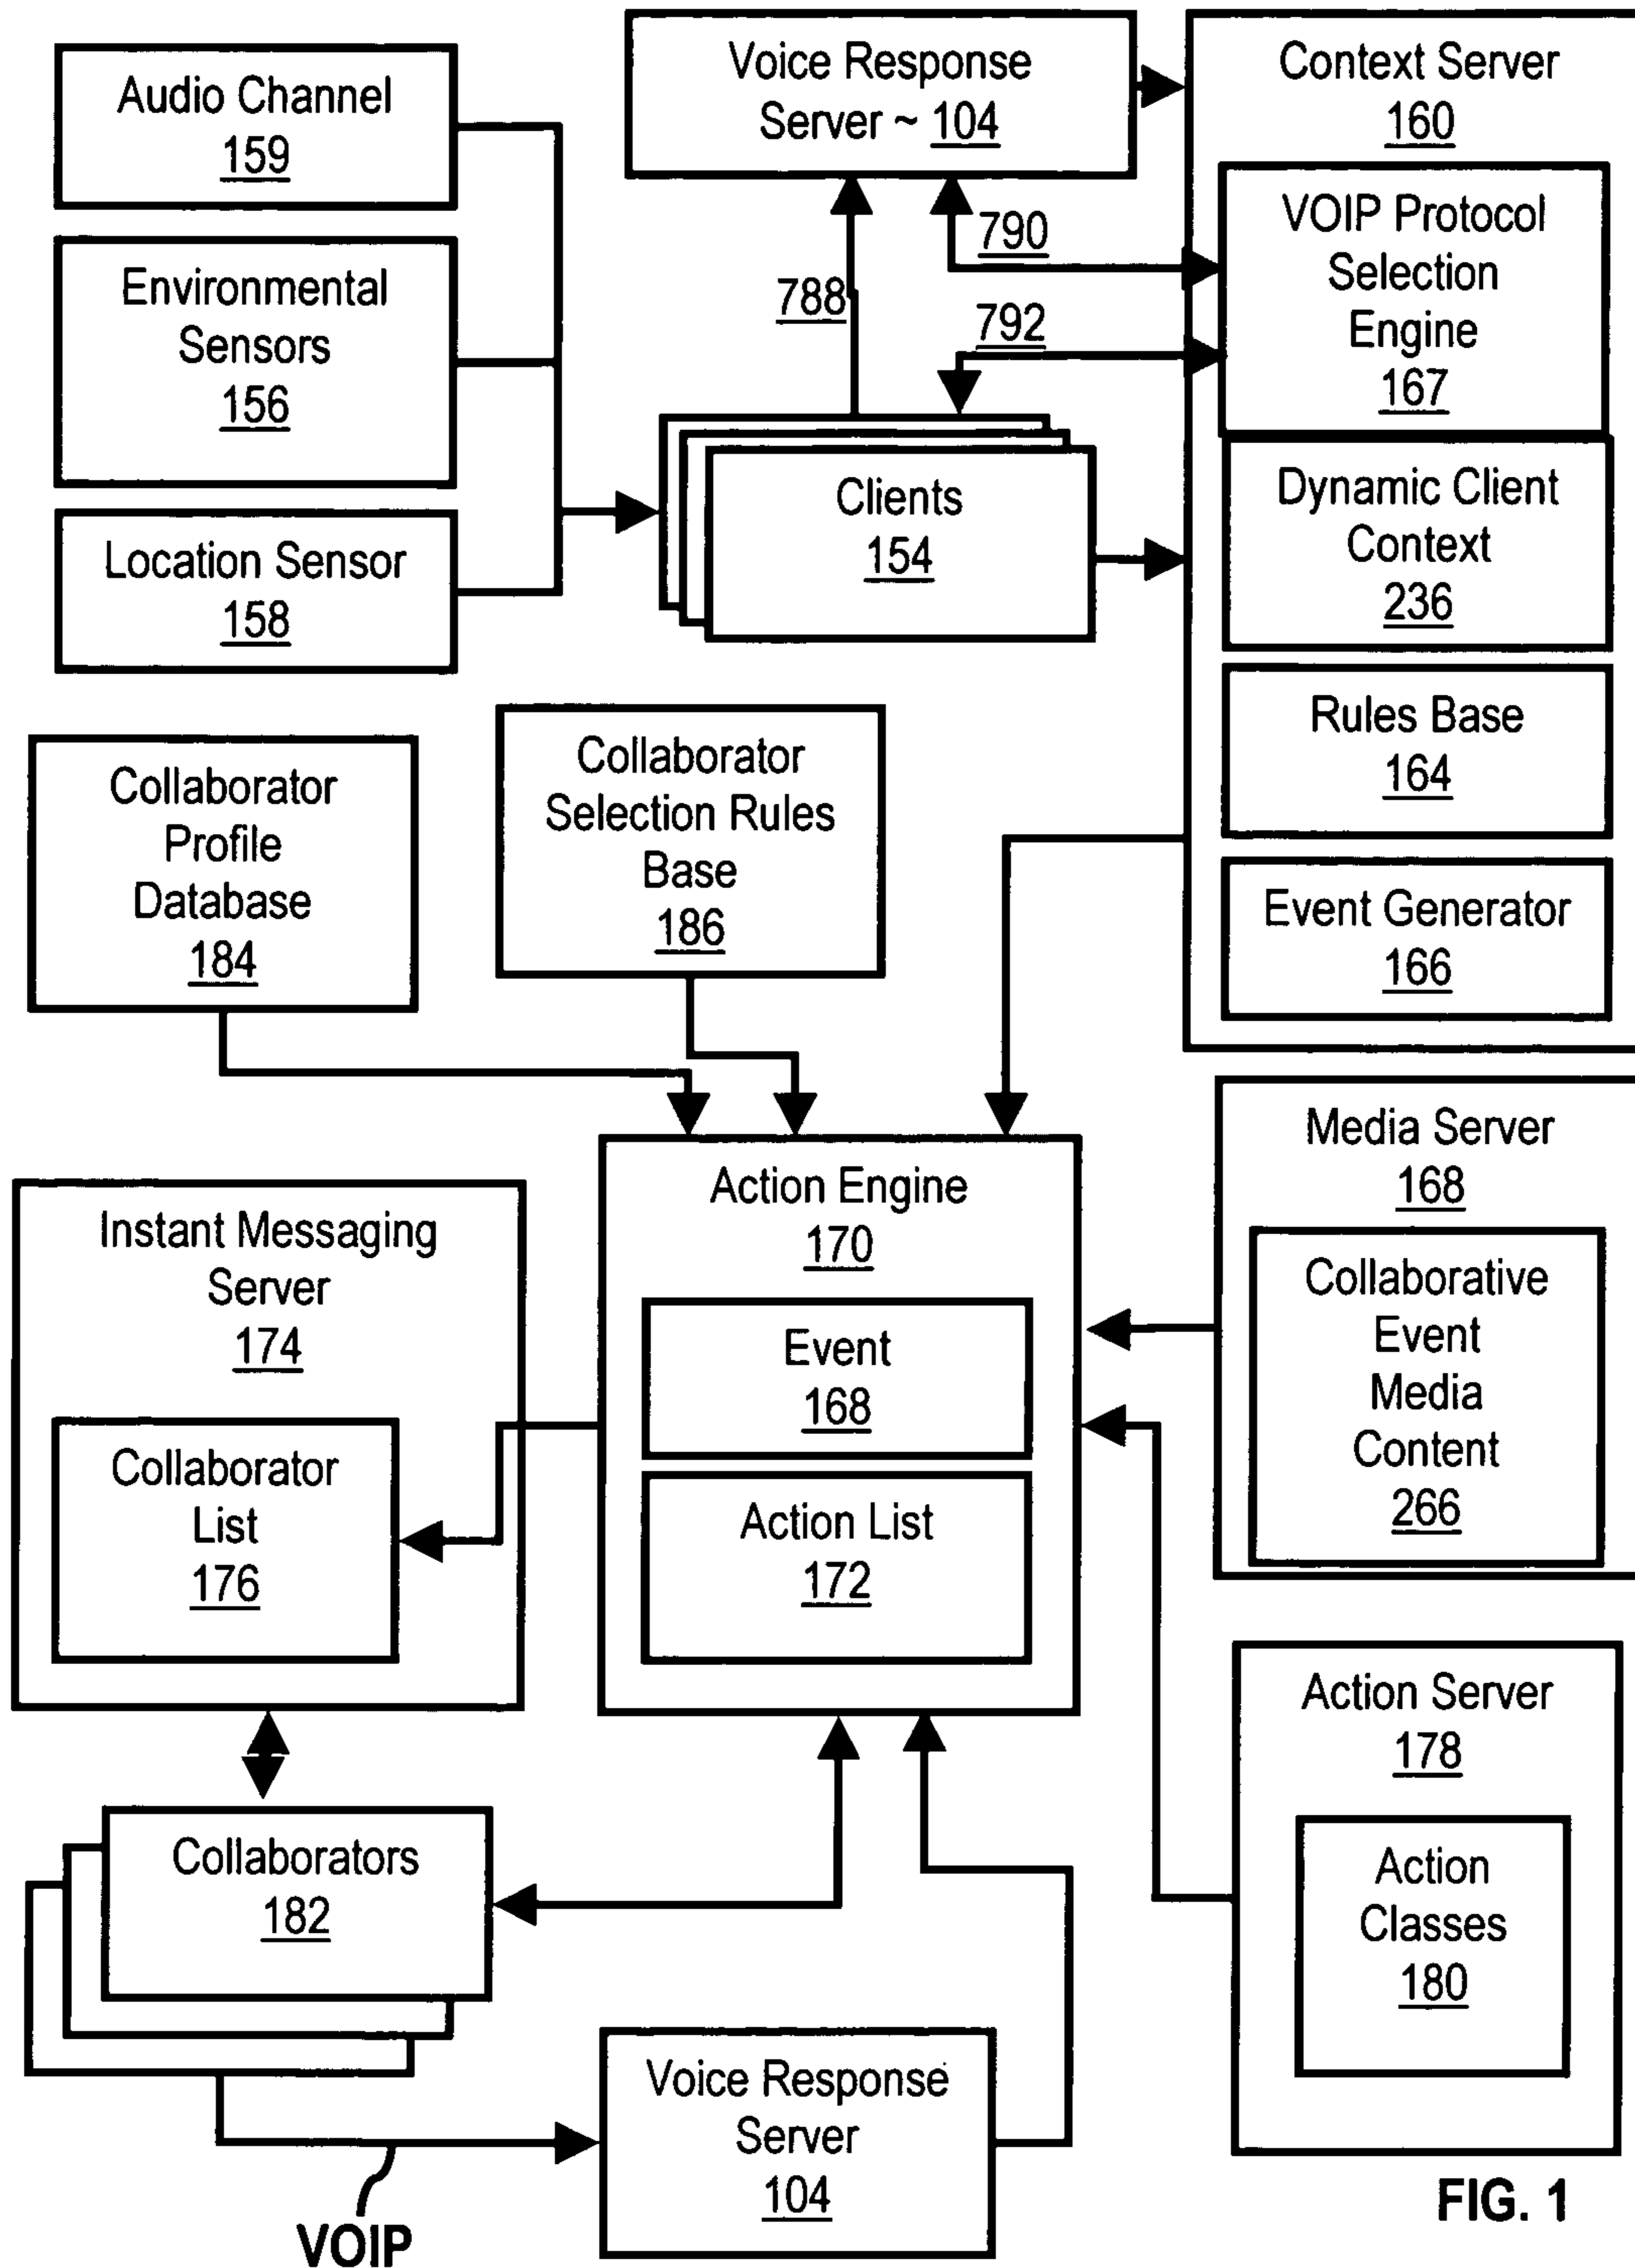 Audio Channel
159
Environmental
Sensors
156
Location Sensor
158
Voice Response
Server ~ 104
788
790
792
Clients
154
Context Server
160
VOIP Protocol
Selection
Engine
167
Dynamic Client
Context
236
Rules Base
164
Event Generator
166
Collaborator
Profile
Database
184
Collaborator
Selection Rules
Base
186
Instant Messaging
Server
174
Collaborator
List
176
Action Engine
170
Event
168
Action List
172
Media Server
168
Collaborative
Event
Media
Content
266
Action Server
178
Action
Classes
180
Collaborators
182
Voice Response
Server
104
VOIP
FIG. 1